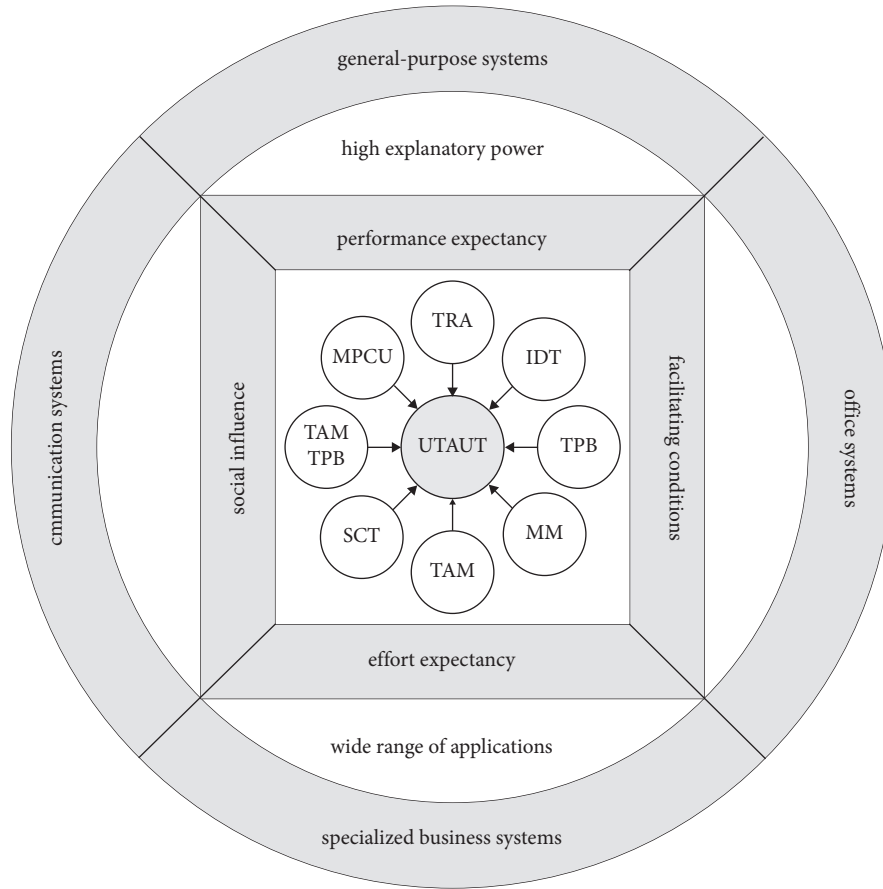 general-purpose systems
high explanatory power
performance expectancy
TRA
MPCU
IDT
cmmunication systems
social influence
TAM
TPB
UTAUT
TPB
facilitating conditions
office systems
SCT
MM
TAM
effort expectancy
wide range of applications
specialized business systems